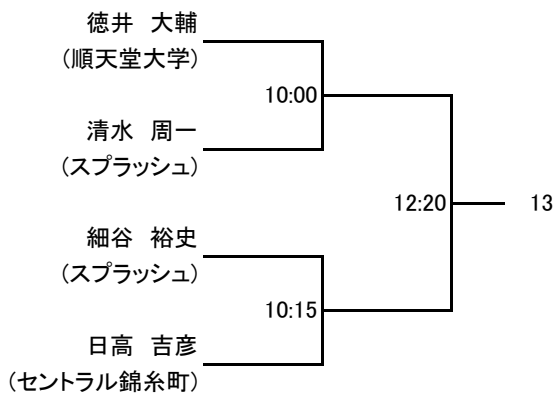 徳井　大輔
(順天堂大学)
10:00
清水　周一
(スプラッシュ)
12:20
13
細谷　裕史
(スプラッシュ)
10:15
日高　吉彦
(セントラル錦糸町)